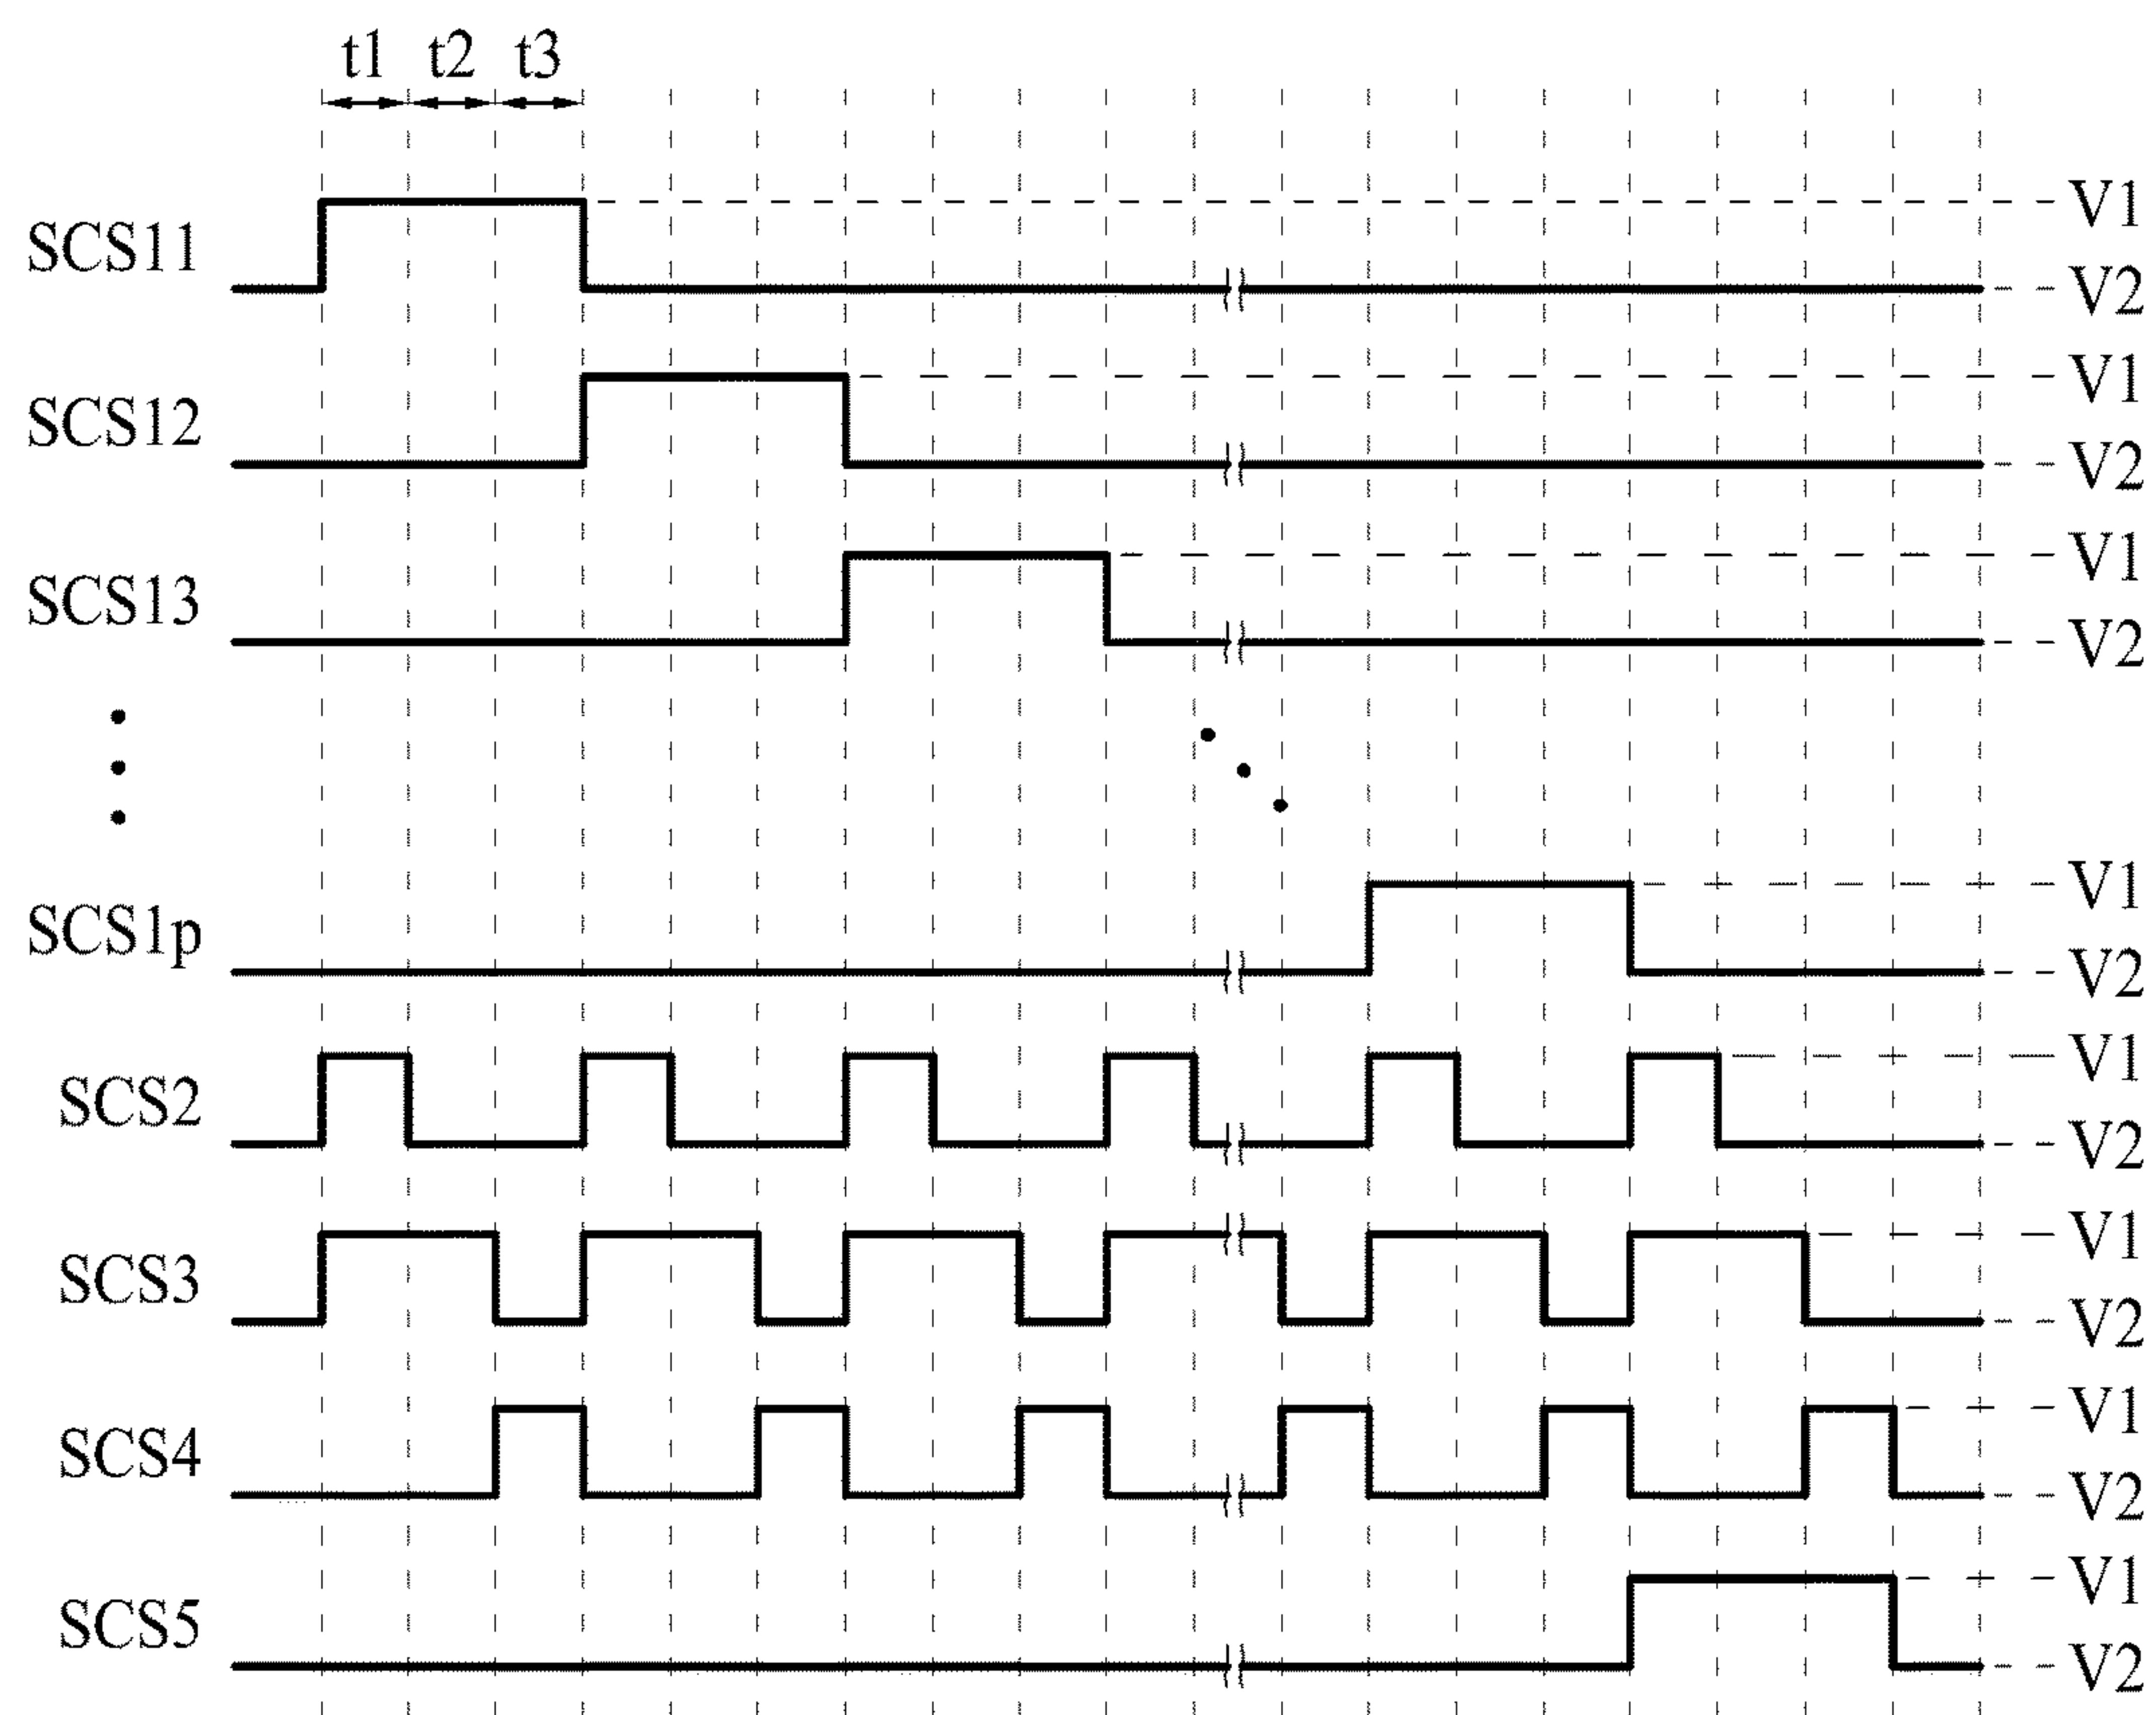 t1 t2 t3
SCS11 V1
V2
SCS12 V1
V2
SCS13 V1
V2
SCS1p V1
V2
SCS2 V1
V2
SCS3 V1
V2
SCS4 V1
V2
SCS5 V1
V2